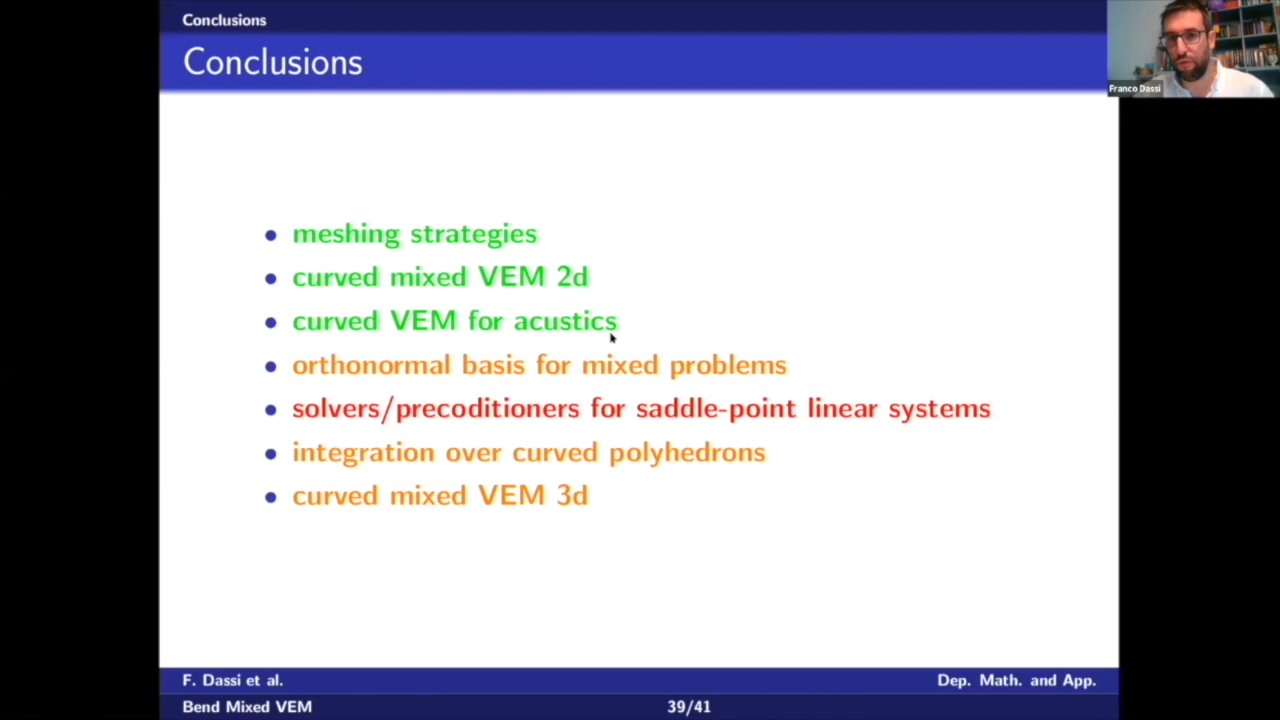 Conclusions
Conclusions
Franco Dassi
• meshing strategies
• curved mixed VEM 2d
• curved VEM for acustics
• orthonormal basis for mixed problems
• solvers/precoditioners for saddle-point linear systems
• integration over curved polyhedrons
• curved mixed VEM 3d
F. Dassi et al. Dep. Math. and App.
Bend Mixed VEM 39/41